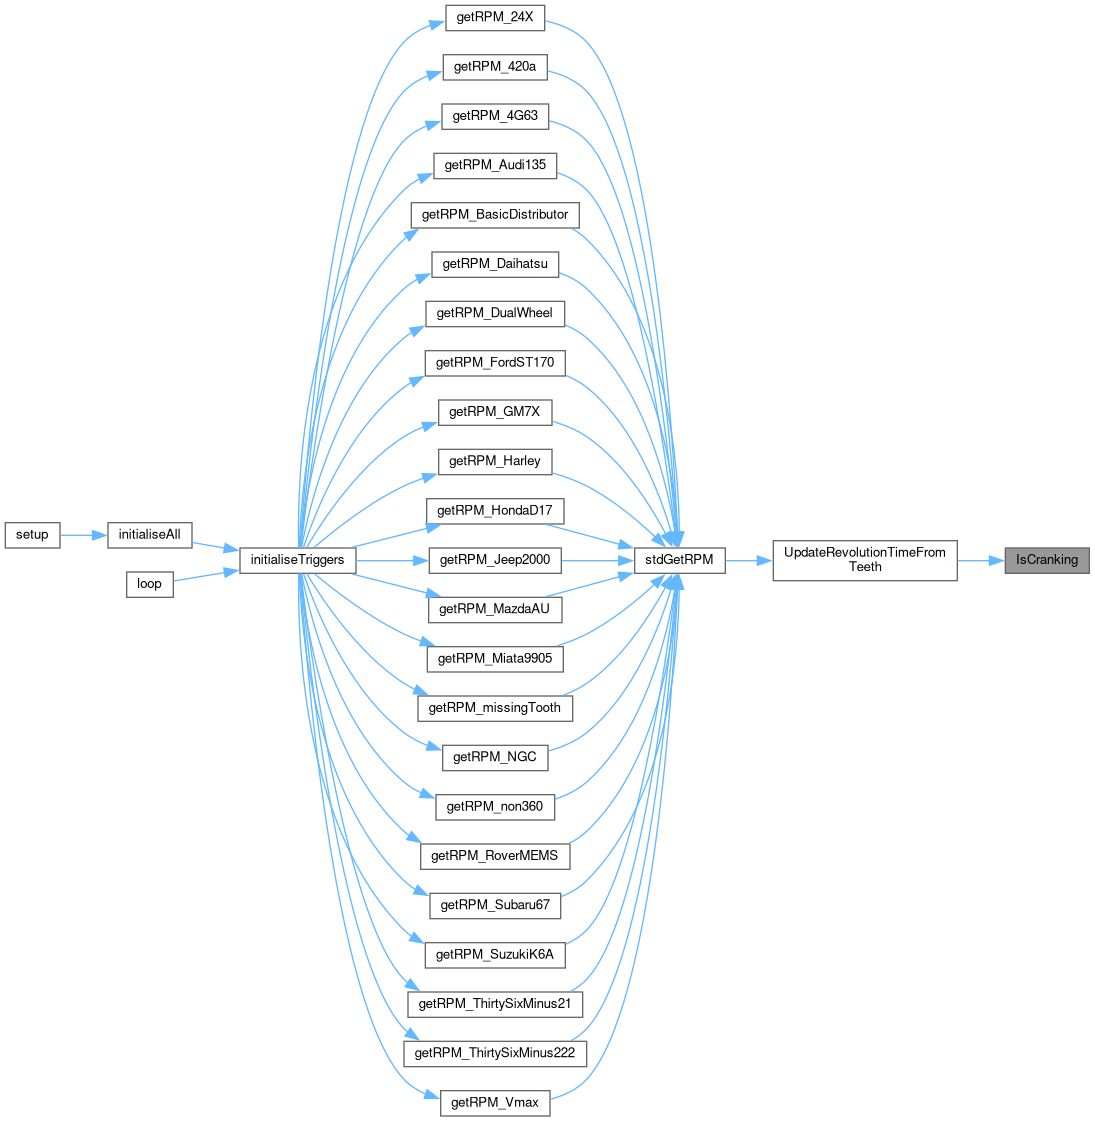 getRPM_24X
getRPM_420a
getRPM_4G63
getRPM_Audi135
getRPM_BasicDistributor
getRPM_Daihatsu
getRPM_DualWheel
getRPM_FordST170
getRPM_GM7X
getRPM_Harley
getRPM_HondaD17
setup
initialiseAll
initialiseTriggers
getRPM_Jeep2000
stdGetRPM
UpdateRevolutionTimeFrom
Teeth
IsCranking
loop
getRPM_MazdaAU
getRPM_Miata9905
getRPM_missingTooth
getRPM_NGC
getRPM_non360
getRPM_RoverMEMS
getRPM_Subaru67
getRPM_SuzukiK6A
getRPM_ThirtySixMinus21
getRPM_ThirtySixMinus222
getRPM_Vmax